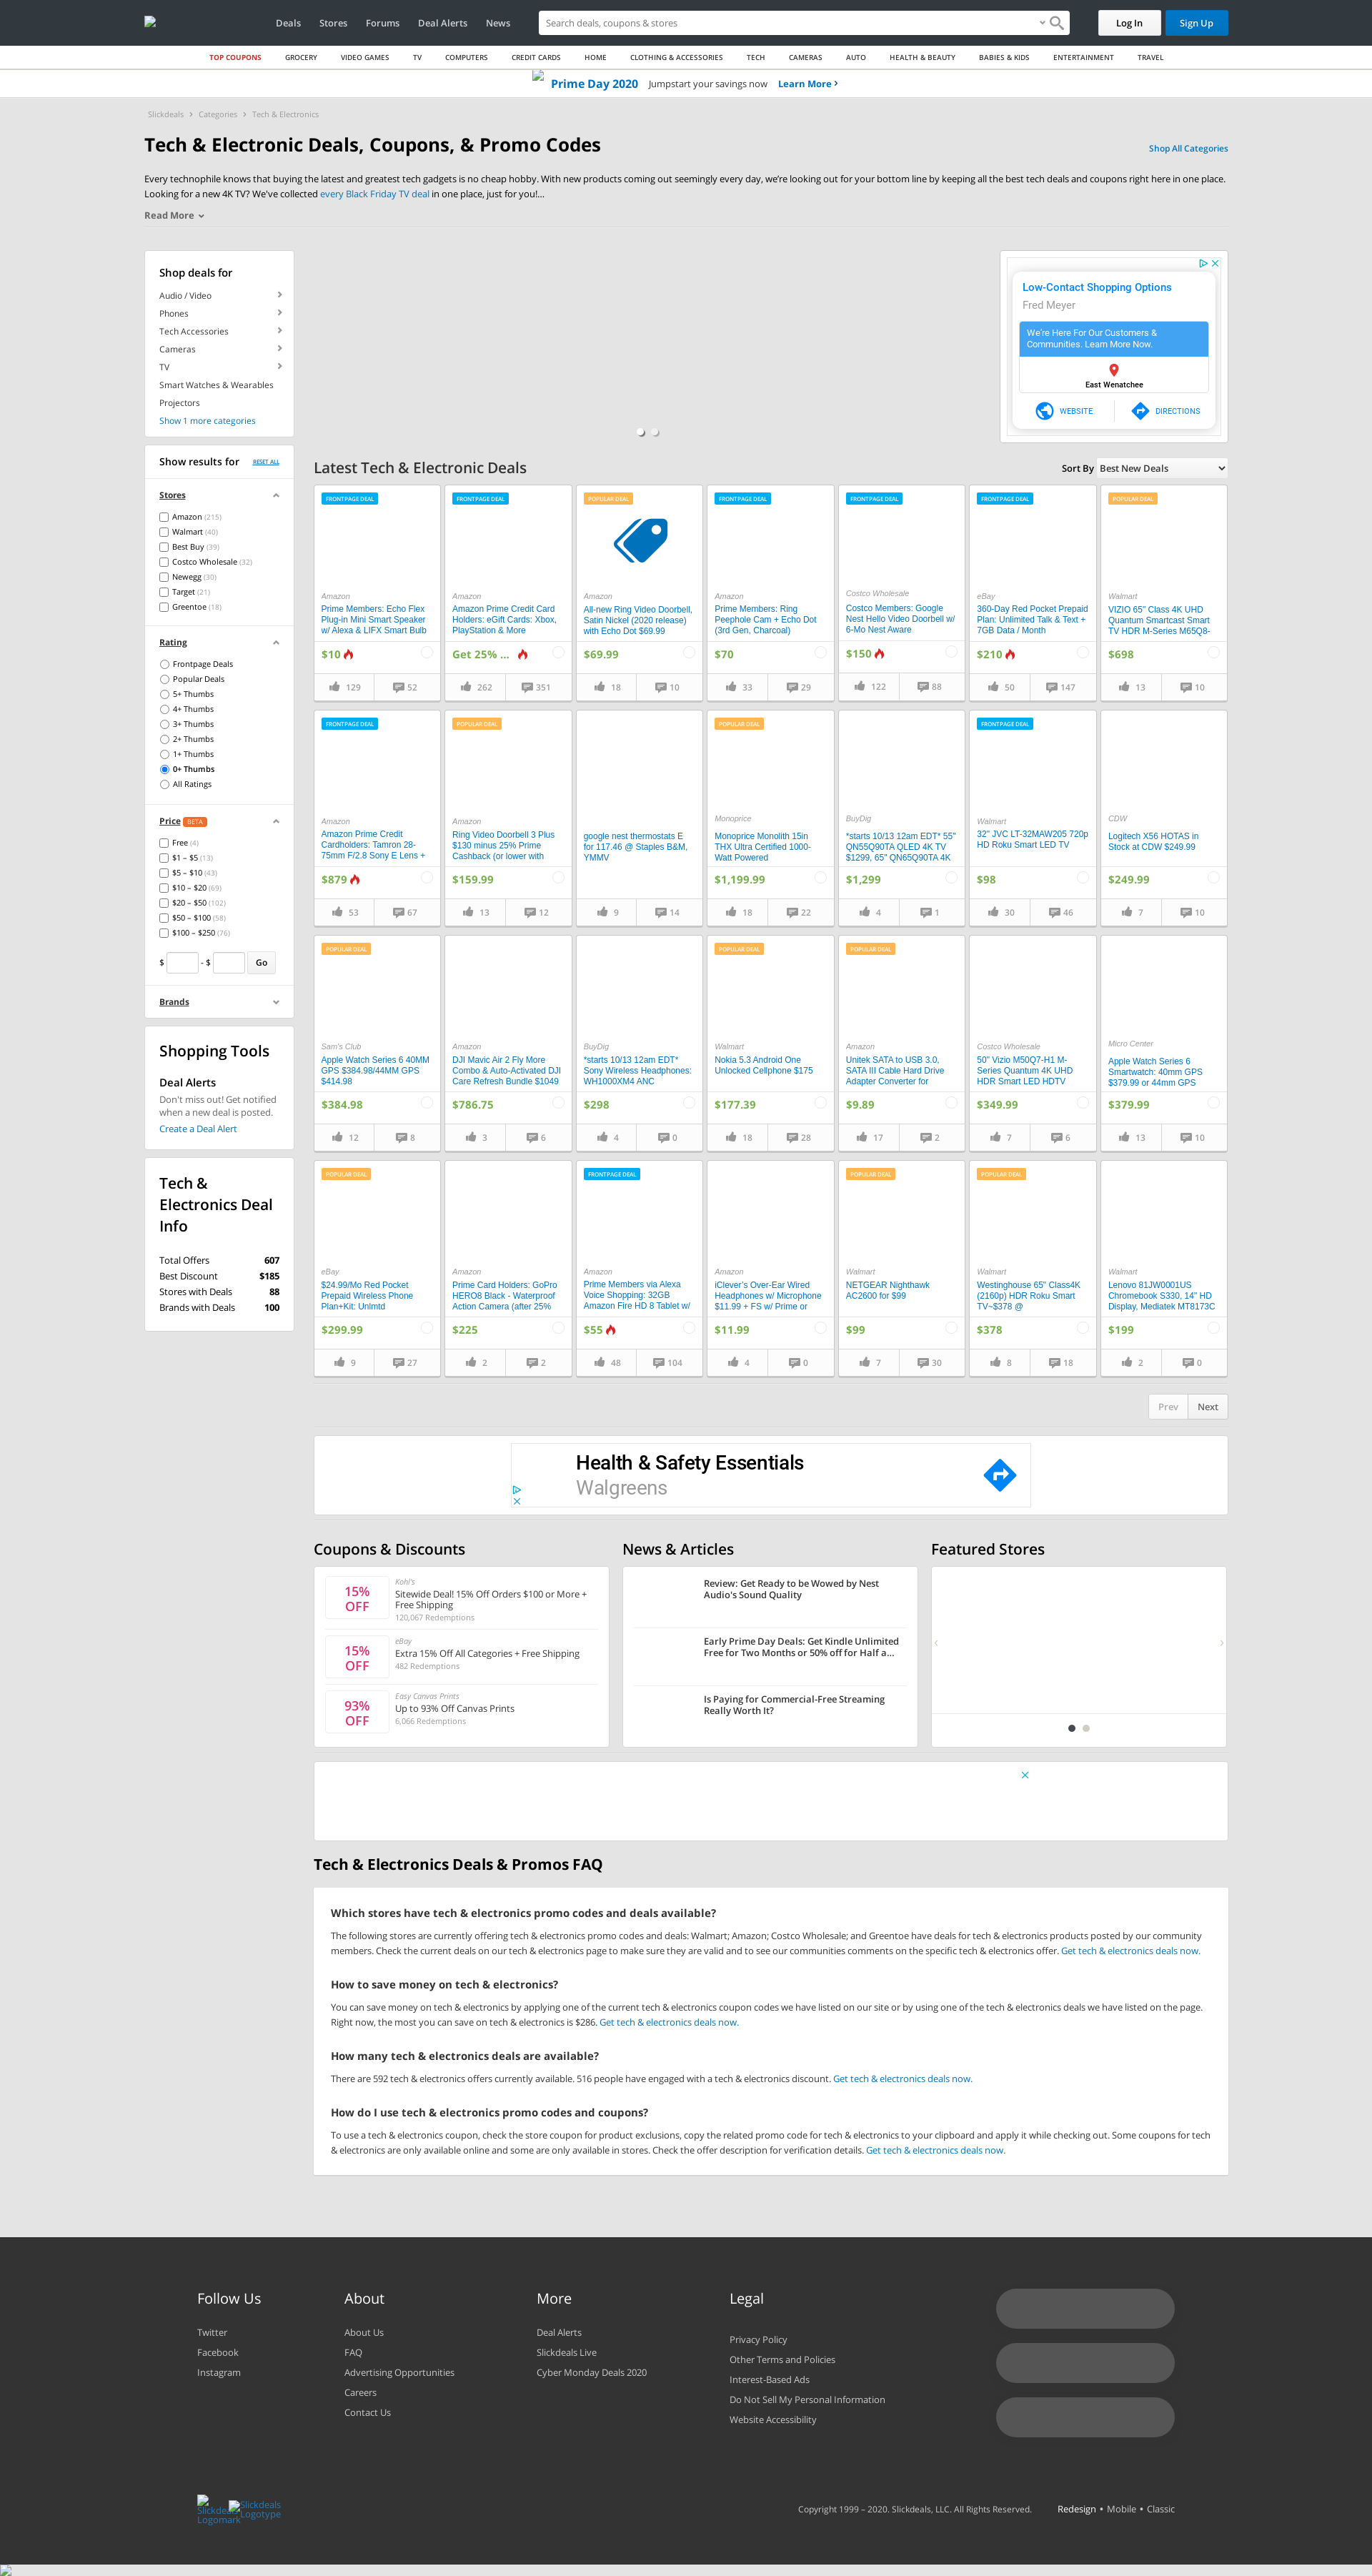 Deals Stores Forums Deal Alerts News
Search deals, coupons & stores
Log In Sign Up
TOP COUPONS GROCERY VIDEO GAMES TV COMPUTERS CREDIT CARDS HOME CLOTHING & ACCESSORIES TECH CAMERAS AUTO HEALTH & BEAUTY BABIES & KIDS ENTERTAINMENT TRAVEL
Prime Day 2020 Jumpstart your savings now Learn More
Slickdeals Categories Tech & Electronics
Tech & Electronic Deals, Coupons, & Promo Codes
Shop All Categories
Every technophile knows that buying the latest and greatest tech gadgets is no cheap hobby. With new products coming out seemingly every day, we're looking out for your bottom line by keeping all the best tech deals and coupons right here in one place.
Looking for a new 4K TV? We've collected every Black Friday TV deal in one place, just for you!...
Read More
Shop deals for
Audio / Video
Phones
Tech Accessories
Cameras
TV
Smart Watches & Wearables
Projectors
Show 1 more categories
Low-Contact Shopping Options
Fred Meyer
We're Here For Our Customers &
Communities. Learn More Now.
East Wenatchee
WEBSITE DIRECTIONS
Show results for RESET ALL
Stores
Amazon (215)
Walmart (40)
Best Buy (39)
Costco Wholesale (32)
Newegg (30)
Target (21)
Greentoe (18)
Rating
Frontpage Deals
Popular Deals
5+ Thumbs
4+ Thumbs
3+ Thumbs
2+ Thumbs
1+ Thumbs
0+ Thumbs
All Ratings
Price BETA
Free (4)
$1 – $5 (13)
$5 – $10 (43)
$10 – $20 (69)
$20 – $50 (102)
$50 – $100 (58)
$100 – $250 (76)
$ - $ Go
Brands
Shopping Tools
Deal Alerts
Don't miss out! Get notified
when a new deal is posted.
Create a Deal Alert
Tech &
Electronics Deal
Info
Total Offers 607
Best Discount $185
Stores with Deals 88
Brands with Deals 100
Latest Tech & Electronic Deals
Sort By Best New Deals
FRONTPAGE DEAL
Amazon
Prime Members: Echo Flex
Plug-in Mini Smart Speaker
w/ Alexa & LIFX Smart Bulb
$10
129 52
FRONTPAGE DEAL
Amazon
Amazon Prime Credit Card
Holders: eGift Cards: Xbox,
PlayStation & More
Get 25% ...
262 351
POPULAR DEAL
Amazon
All-new Ring Video Doorbell,
Satin Nickel (2020 release)
with Echo Dot $69.99
$69.99
18 10
FRONTPAGE DEAL
Amazon
Prime Members: Ring
Peephole Cam + Echo Dot
(3rd Gen, Charcoal)
$70
33 29
FRONTPAGE DEAL
Costco Wholesale
Costco Members: Google
Nest Hello Video Doorbell w/
6-Mo Nest Aware
$150
122 88
FRONTPAGE DEAL
eBay
360-Day Red Pocket Prepaid
Plan: Unlimited Talk & Text +
7GB Data / Month
$210
50 147
POPULAR DEAL
Walmart
VIZIO 65" Class 4K UHD
Quantum Smartcast Smart
TV HDR M-Series M65Q8-
$698
13 10
FRONTPAGE DEAL
Amazon
Amazon Prime Credit
Cardholders: Tamron 28-
75mm F/2.8 Sony E Lens +
$879
53 67
POPULAR DEAL
Amazon
Ring Video Doorbell 3 Plus
$130 minus 25% Prime
Cashback (or lower with
$159.99
13 12
google nest thermostats E
for 117.46 @ Staples B&M,
YMMV
9 14
POPULAR DEAL
Monoprice
Monoprice Monolith 15in
THX Ultra Certified 1000-
Watt Powered
$1,199.99
18 22
BuyDig
*starts 10/13 12am EDT* 55"
QN55Q90TA QLED 4K TV
$1299, 65" QN65Q90TA 4K
$1,299
4 1
FRONTPAGE DEAL
Walmart
32" JVC LT-32MAW205 720p
HD Roku Smart LED TV
$98
30 46
CDW
Logitech X56 HOTAS in
Stock at CDW $249.99
$249.99
7 10
POPULAR DEAL
Sam's Club
Apple Watch Series 6 40MM
GPS $384.98/44MM GPS
$414.98
$384.98
12 8
Amazon
DJI Mavic Air 2 Fly More
Combo & Auto-Activated DJI
Care Refresh Bundle $1049
$786.75
3 6
BuyDig
*starts 10/13 12am EDT*
Sony Wireless Headphones:
WH1000XM4 ANC
$298
4 0
POPULAR DEAL
Walmart
Nokia 5.3 Android One
Unlocked Cellphone $175
$177.39
18 28
POPULAR DEAL
Amazon
Unitek SATA to USB 3.0,
SATA III Cable Hard Drive
Adapter Converter for
$9.89
17 2
Costco Wholesale
50" Vizio M50Q7-H1 M-
Series Quantum 4K UHD
HDR Smart LED HDTV
$349.99
7 6
Micro Center
Apple Watch Series 6
Smartwatch: 40mm GPS
$379.99 or 44mm GPS
$379.99
13 10
POPULAR DEAL
eBay
$24.99/Mo Red Pocket
Prepaid Wireless Phone
Plan+Kit: Unlmtd
$299.99
9 27
Amazon
Prime Card Holders: GoPro
HERO8 Black - Waterproof
Action Camera (after 25%
$225
2 2
FRONTPAGE DEAL
Amazon
Prime Members via Alexa
Voice Shopping: 32GB
Amazon Fire HD 8 Tablet w/
$55
48 104
Amazon
iClever's Over-Ear Wired
Headphones w/ Microphone
$11.99 + FS w/ Prime or
$11.99
4 0
POPULAR DEAL
Walmart
NETGEAR Nighthawk
AC2600 for $99
$99
7 30
POPULAR DEAL
Walmart
Westinghouse 65" Class4K
(2160p) HDR Roku Smart
TV~$378 @
$378
8 18
Walmart
Lenovo 81JW0001US
Chromebook S330, 14" HD
Display, Mediatek MT8173C
$199
2 0
Prev Next
Health & Safety Essentials
Walgreens
Coupons & Discounts
15%
OFF
Kohl's
Sitewide Deal! 15% Off Orders $100 or More +
Free Shipping
120,067 Redemptions
15%
OFF
eBay
Extra 15% Off All Categories + Free Shipping
482 Redemptions
93%
OFF
Easy Canvas Prints
Up to 93% Off Canvas Prints
6,066 Redemptions
News & Articles
Review: Get Ready to be Wowed by Nest
Audio's Sound Quality
Early Prime Day Deals: Get Kindle Unlimited
Free for Two Months or 50% off for Half a...
Is Paying for Commercial-Free Streaming
Really Worth It?
Featured Stores
Tech & Electronics Deals & Promos FAQ
Which stores have tech & electronics promo codes and deals available?
The following stores are currently offering tech & electronics promo codes and deals: Walmart; Amazon; Costco Wholesale; and Greentoe have deals for tech & electronics products posted by our community
members. Check the current deals on our tech & electronics page to make sure they are valid and to see our communities comments on the specific tech & electronics offer. Get tech & electronics deals now.
How to save money on tech & electronics?
You can save money on tech & electronics by applying one of the current tech & electronics coupon codes we have listed on our site or by using one of the tech & electronics deals we have listed on the page.
Right now, the most you can save on tech & electronics is $286. Get tech & electronics deals now.
How many tech & electronics deals are available?
There are 592 tech & electronics offers currently available. 516 people have engaged with a tech & electronics discount. Get tech & electronics deals now.
How do I use tech & electronics promo codes and coupons?
To use a tech & electronics coupon, check the store coupon for product exclusions, copy the related promo code for tech & electronics to your clipboard and apply it while checking out. Some coupons for tech
& electronics are only available online and some are only available in stores. Check the offer description for verification details. Get tech & electronics deals now.
Follow Us
Twitter
Facebook
Instagram
About
About Us
FAQ
Advertising Opportunities
Careers
Contact Us
More
Deal Alerts
Slickdeals Live
Cyber Monday Deals 2020
Legal
Privacy Policy
Other Terms and Policies
Interest-Based Ads
Do Not Sell My Personal Information
Website Accessibility
Slickdeals
Logomark
Slickdeals
Logotype
Copyright 1999 – 2020. Slickdeals, LLC. All Rights Reserved. Redesign • Mobile • Classic